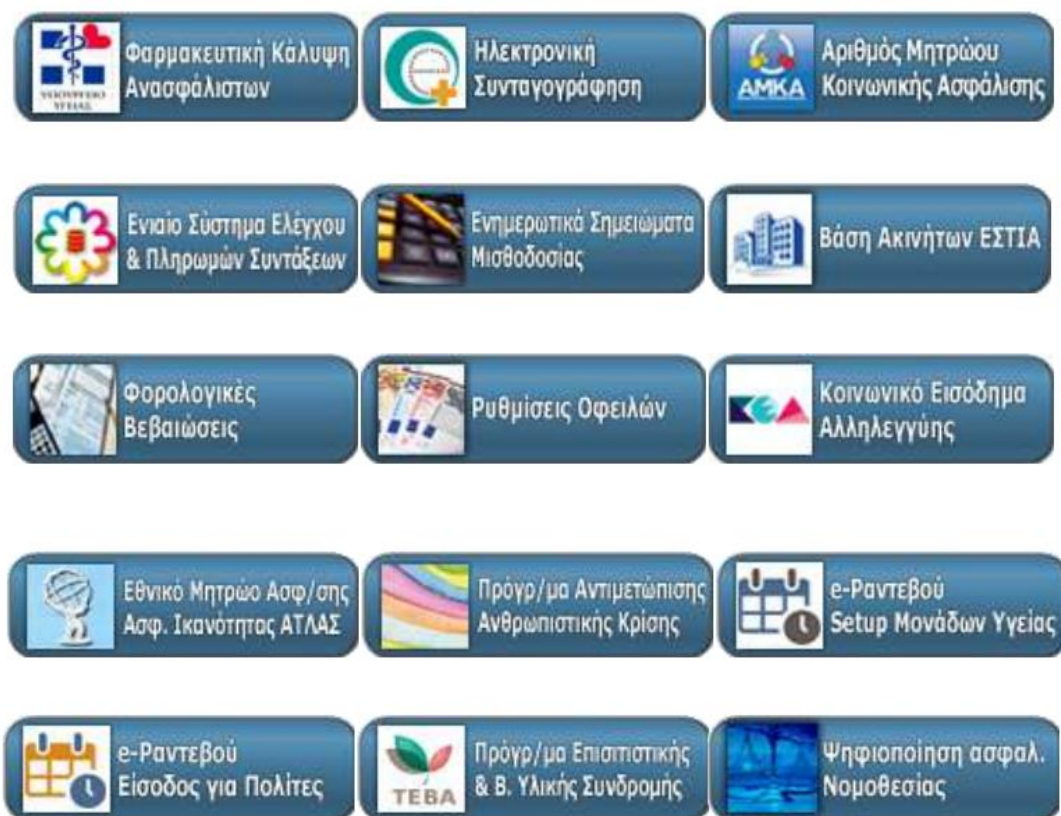 ΥΠΟΥΡΓΕΙΟ
ΥΓΕΙΑΣ
Φαρμακευτική Κάλυψη
Ανασφάλιστων
Ηλεκτρονική
Συνταγογράφηση
ΑΜΚΑ
Αριθμός Μητρώου
Κοινωνικής Ασφάλισης
Ενιαίο Σύστημα Ελέγχου
& Πληρωμών Συντάξεων
Ενημερωτικά Σημειώματα
Μισθοδοσίας
Βάση Ακινήτων ΕΣΤΙΑ
Φορολογικές
Βεβαιώσεις
Ρυθμίσεις Οφειλών
ΚΕΑ
Κοινωνικό Εισόδημα
Αλληλεγγύης
Εθνικό Μητρώο Ασφ/σης
Ασφ. Ικανότητας ΑΤΛΑΣ
Πρόγρ/μα Αντιμετώπισης
Ανθρωπιστικής Κρίσης
e-Ραντεβού
Setup Μονάδων Υγείας
e-Ραντεβού
Είσοδος για Πολίτες
ΤΕΒΑ
Πρόγρ/μα Επισιτιστικής
& Β. Υλικής Συνδρομής
Ψηφιοποίηση ασφαλ.
Νομοθεσίας